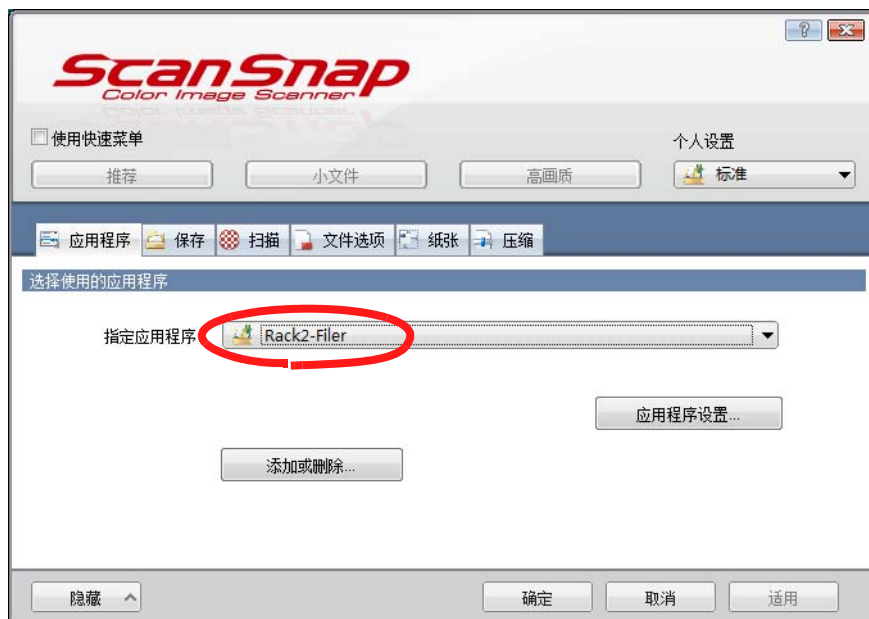 ScanSnap
Color Image Scanner
使用快速菜单
个人设置
推荐 小文件 高画质 标准
应用程序 保存 扫描 文件选项 纸张 压缩
选择使用的应用程序
指定应用程序 Rack2-Filer
应用程序设置...
添加或删除...
隐藏 确定 取消 适用